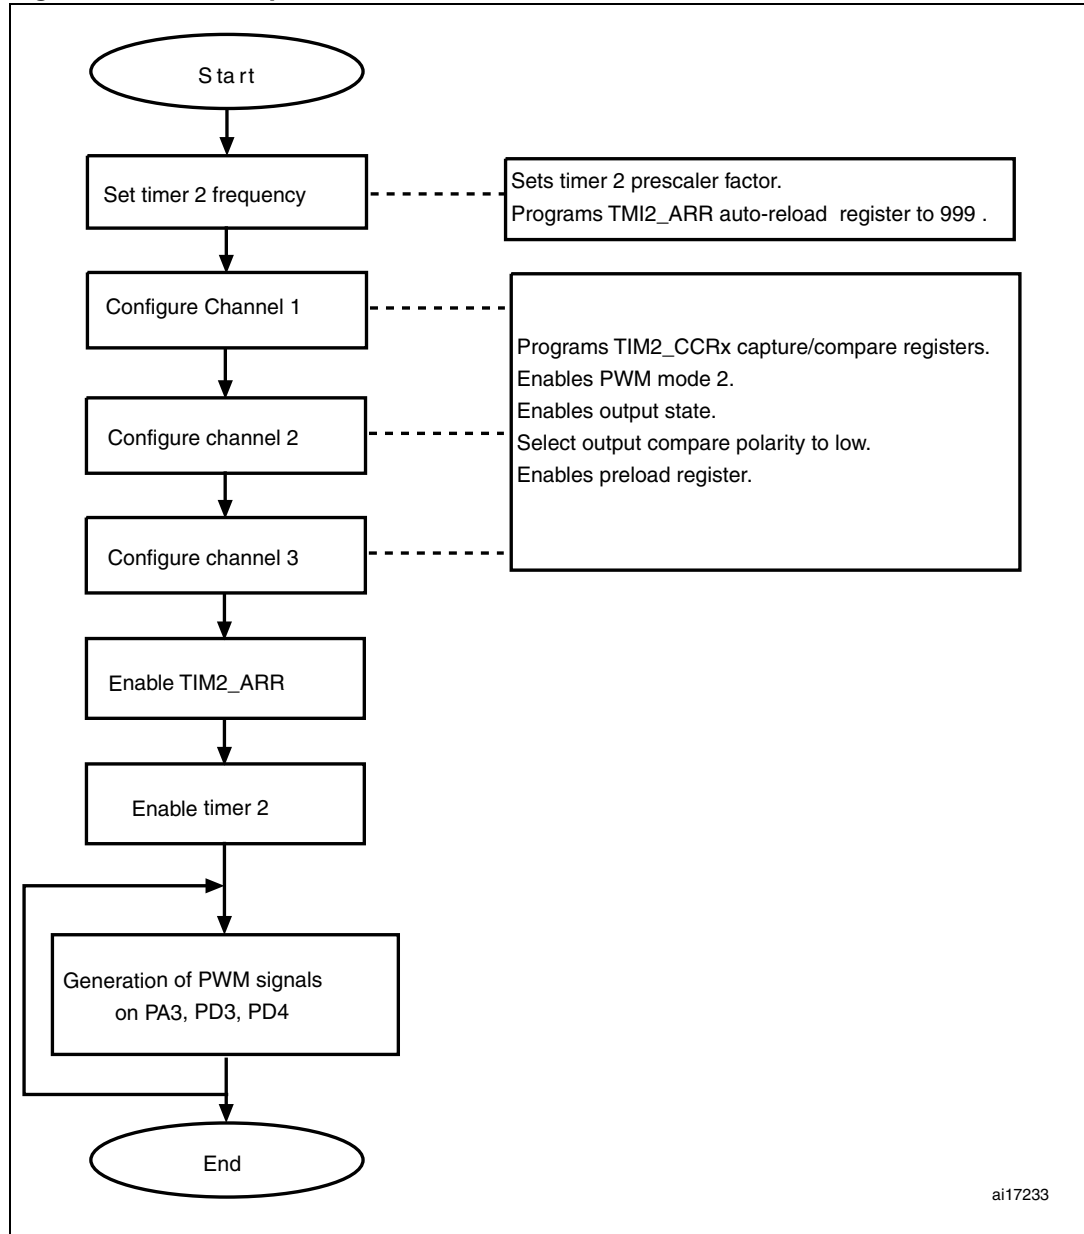 Start
Set timer 2 frequency
Sets timer 2 prescaler factor.
Programs TMI2_ARR auto-reload register to 999 .
Configure Channel 1
Programs TIM2_CCRx capture/compare registers.
Enables PWM mode 2.
Enables output state.
Select output compare polarity to low.
Enables preload register.
Configure channel 2
Configure channel 3
Enable TIM2_ARR
Enable timer 2
Generation of PWM signals
on PA3, PD3, PD4
End
ai17233